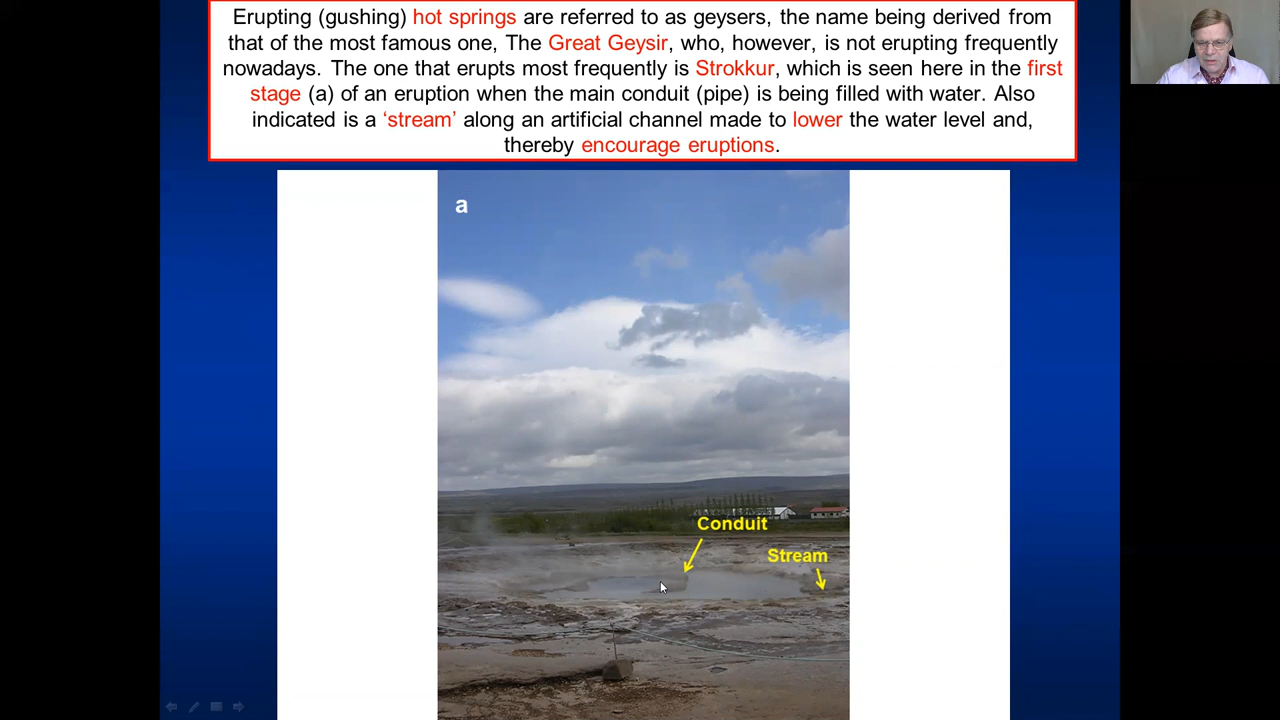 Erupting (gushing) hot springs are referred to as geysers, the name being derived from
that of the most famous one, The Great Geysir, who, however, is not erupting frequently
nowadays. The one that erupts most frequently is Strokkur, which is seen here in the first
stage (a) of an eruption when the main conduit (pipe) is being filled with water. Also
indicated is a ‘stream’ along an artificial channel made to lower the water level and,
thereby encourage eruptions.
a
Conduit
Stream